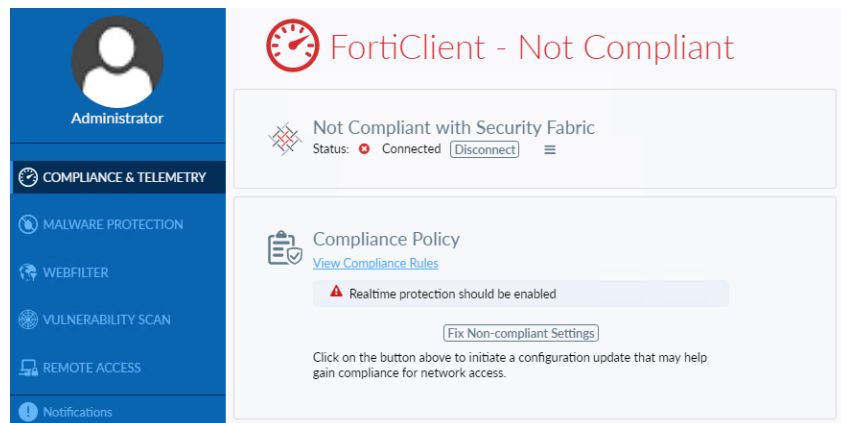 Administrator
COMPLIANCE & TELEMETRY
MALWARE PROTECTION
WEBFILTER
VULNERABILITY SCAN
REMOTE ACCESS
Notifications
FortiClient - Not Compliant
Not Compliant with Security Fabric
Status: Connected Disconnect
Compliance Policy
View Compliance Rules
Realtime protection should be enabled
Fix Non-compliant Settings
Click on the button above to initiate a configuration update that may help
gain compliance for network access.